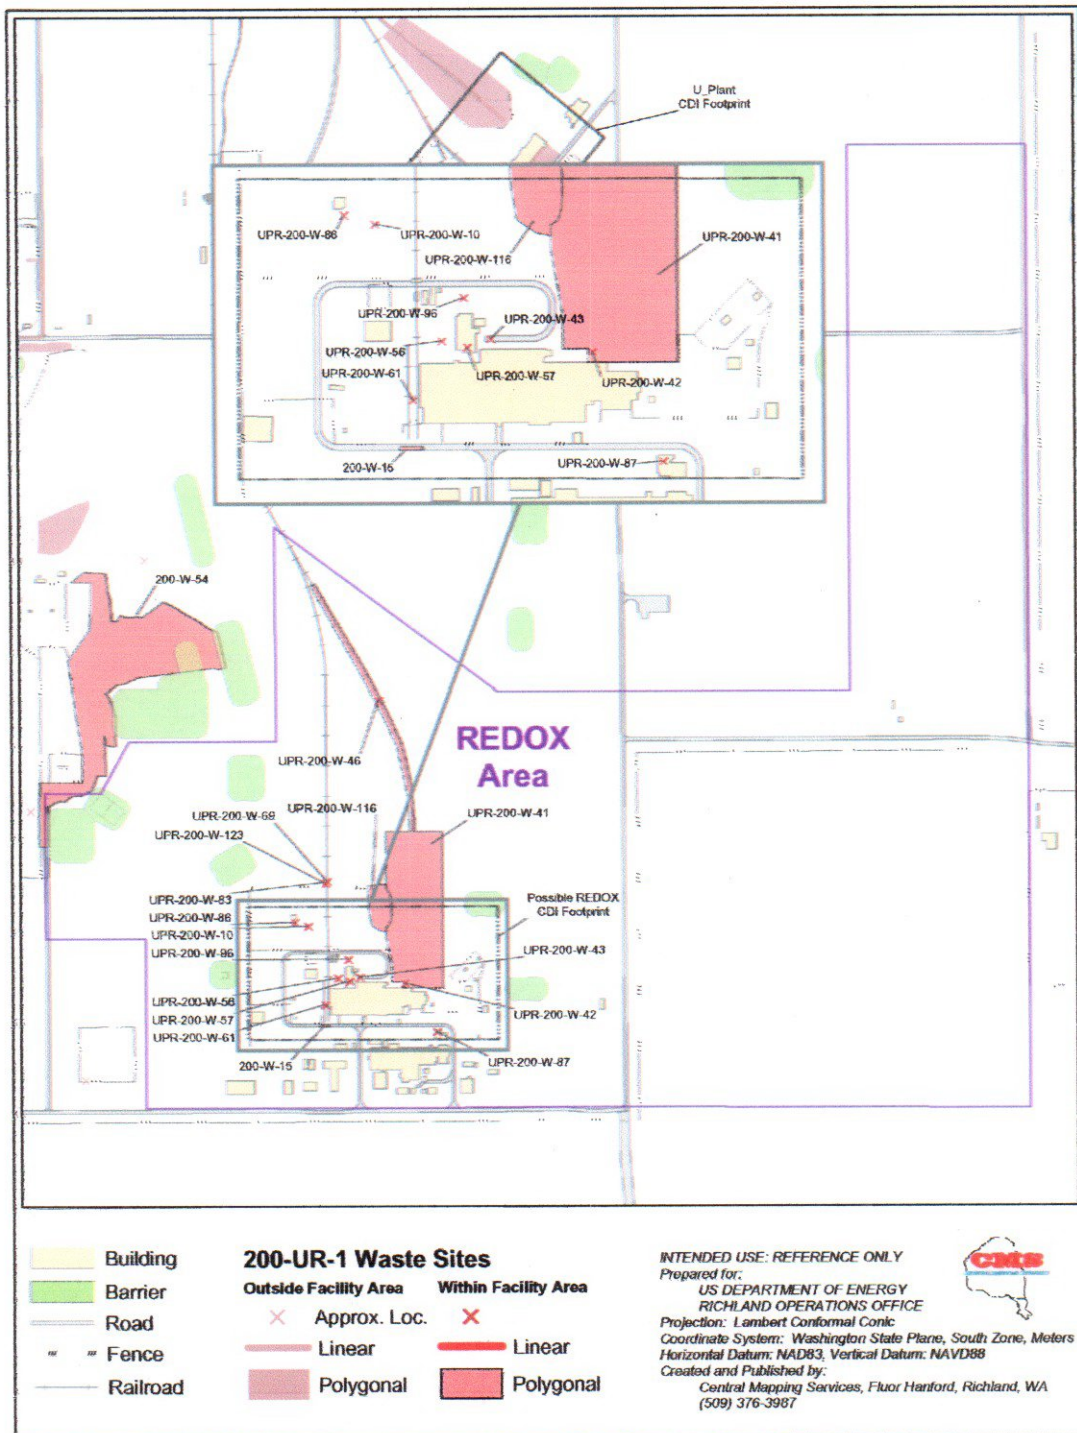 U_Plant
CDI Footprint
UPR-200-W-86
UPR-200-W-10
UPR-200-W-116
UPR-200-W-41
UPR-200-W-96
UPR-200-W-43
UPR-200-W-56
UPR-200-W-57
UPR-200-W-42
UPR-200-W-61
200-W-15
UPR-200-W-87
200-W-54
REDOX
Area
UPR-200-W-46
UPR-200-W-116
UPR-200-W-41
UPR-200-W-69
UPR-200-W-123
UPR-200-W-83
UPR-200-W-86
UPR-200-W-10
UPR-200-W-96
Possible REDOX
CDI Footprint
UPR-200-W-43
UPR-200-W-56
UPR-200-W-57
UPR-200-W-61
UPR-200-W-42
200-W-15
UPR-200-W-87
Building
Barrier
Road
Fence
Railroad
200-UR-1 Waste Sites
Outside Facility Area Within Facility Area
Approx. Loc.
Linear Linear
Polygonal Polygonal
INTENDED USE: REFERENCE ONLY
Prepared for:
US DEPARTMENT OF ENERGY
RICHLAND OPERATIONS OFFICE
Projection: Lambert Conformal Conic
Coordinate System: Washington State Plane, South Zone, Meters
Horizontal Datum: NAD83, Vertical Datum: NAVD88
Created and Published by:
Central Mapping Services, Fluor Hanford, Richland, WA
(509) 376-3987
CMS